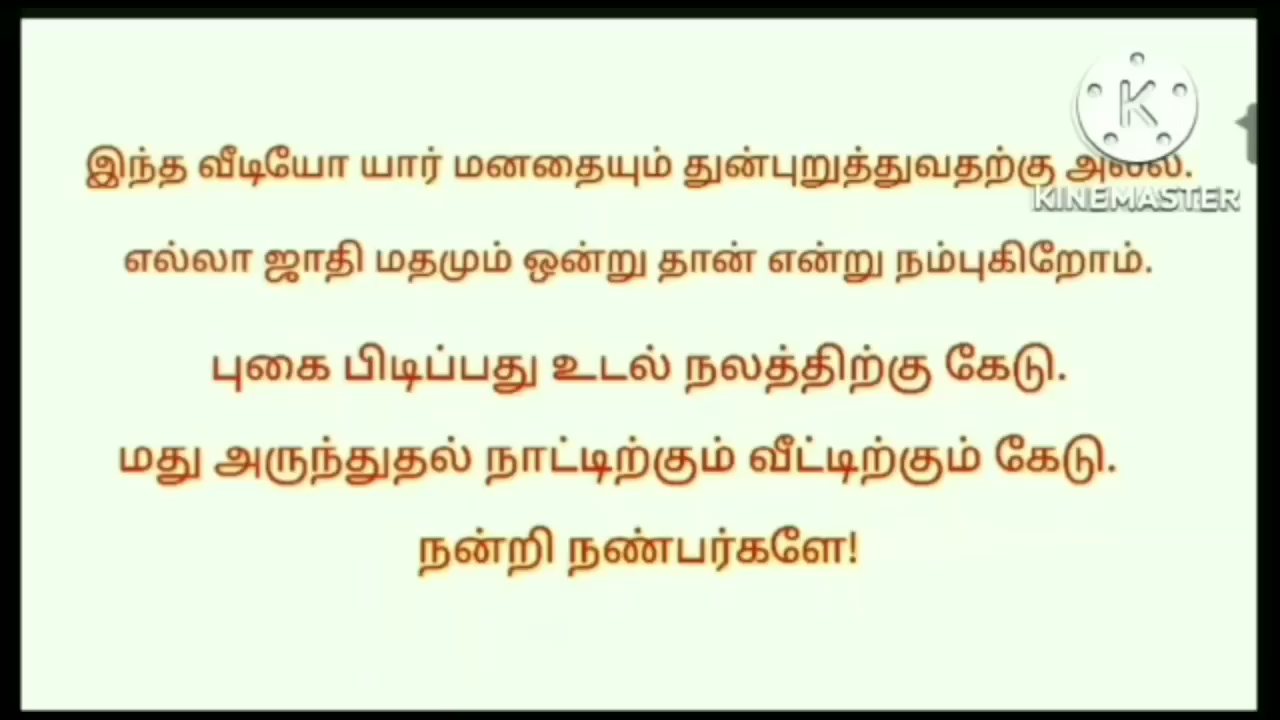 இந்த வீடியோ யார் மனதையும் துன்புறுத்துவதற்கு அல்ல.
எல்லா ஜாதி மதமும் ஒன்று தான் என்று நம்புகிறோம்.
புகை பிடிப்பது உடல் நலத்திற்கு கேடு.
மது அருந்துதல் நாட்டிற்கும் வீட்டிற்கும் கேடு.
நன்றி நண்பர்களே!
K
KINEMASTER